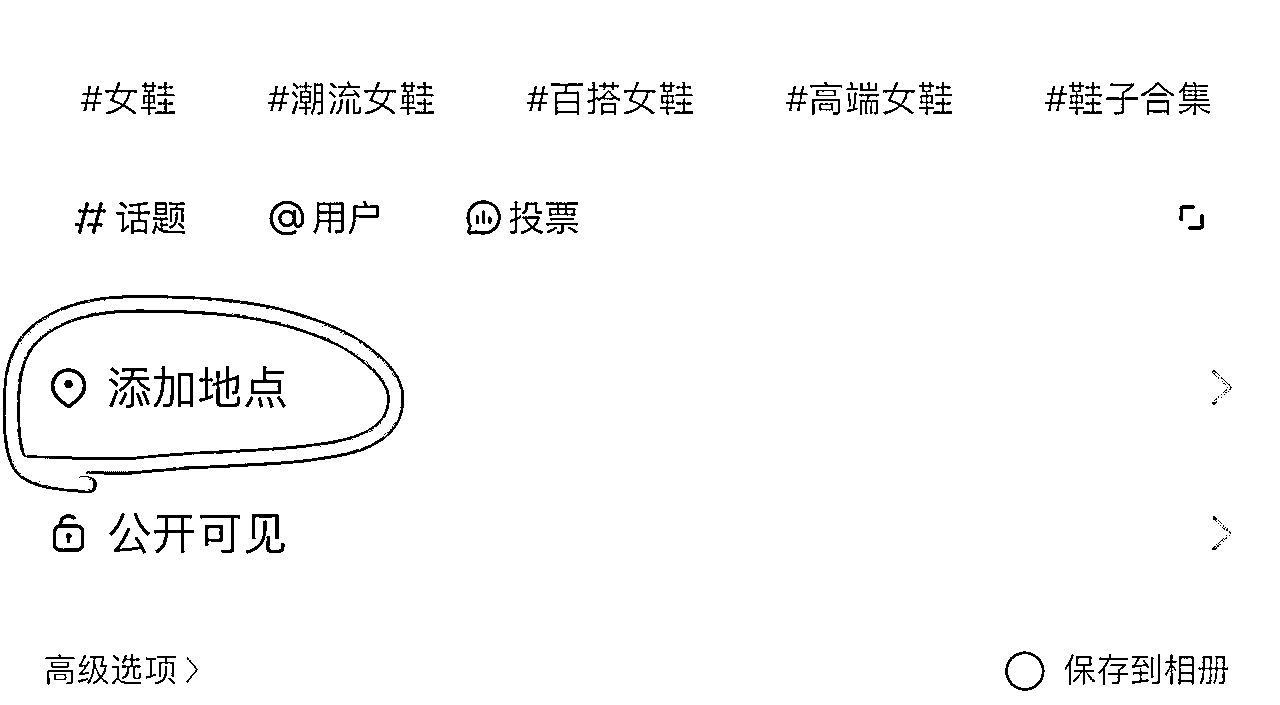 #女鞋 #潮流女鞋 #百搭女鞋 #高端女鞋 #鞋子合集
# 话题 @用户 投票
添加地点
公开可见
高级选项 保存到相册